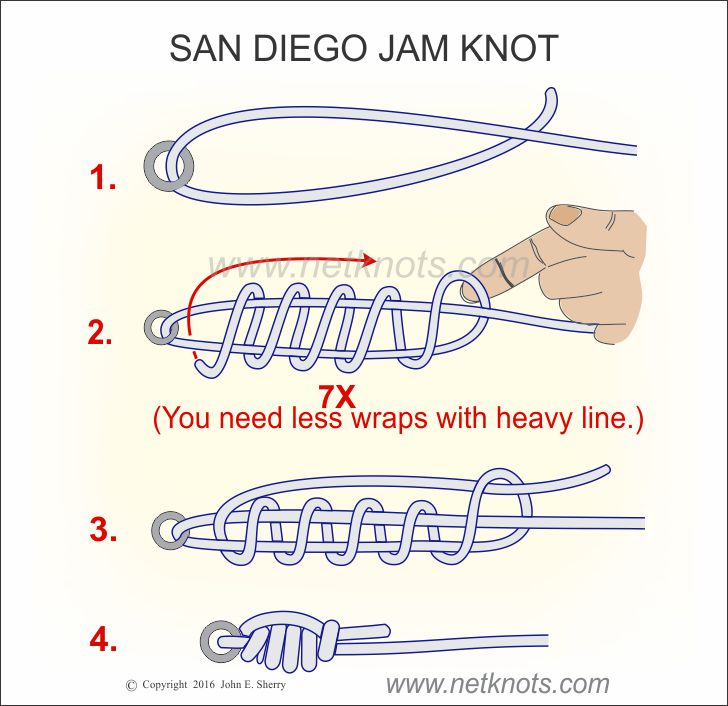 SAN DIEGO JAM KNOT
1.
www.netknots.com
2.
7X
(You need less wraps with heavy line.)
3.
4.
© Copyright 2016 John E. Sherry
www.netknots.com